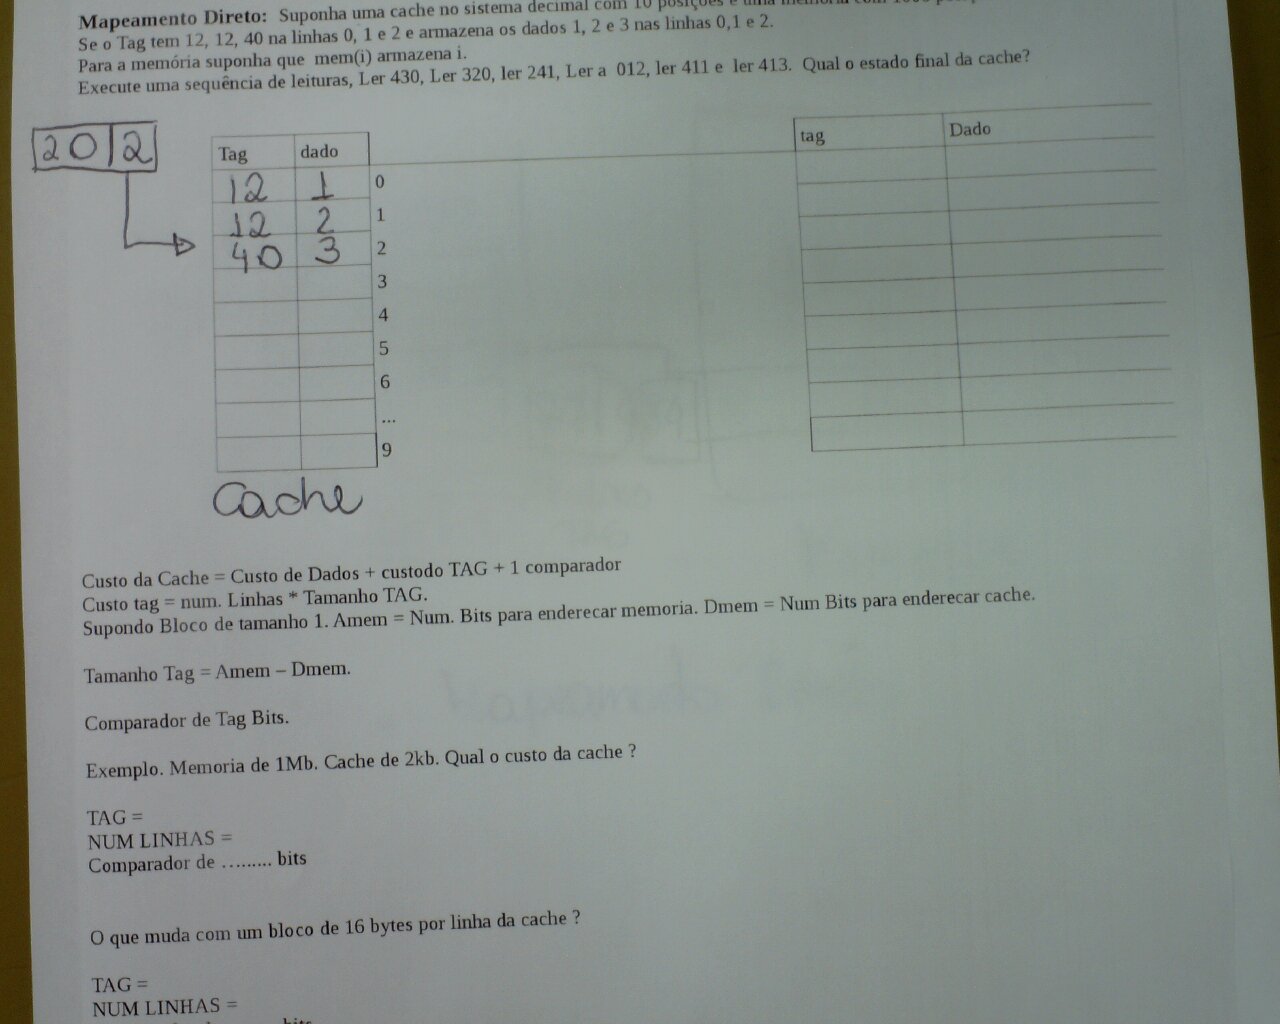 Mapeamento Direto: Suponha uma cache no sistema decimal com 10 posições e uma memória com 1000
Se o Tag tem 12, 12, 40 na linhas 0, 1 e 2 e armazena os dados 1, 2 e 3 nas linhas 0,1 e 2.
Para a memória suponha que mem(i) armazena i.
Execute uma sequência de leituras, Ler 430, Ler 320, ler 241, Ler a 012, ler 411 e ler 413. Qual o estado final da cache?
20 2
Tag dado
12 1 0
12 2 1
40 3 2
3
4
5
6
...
9
Cache
tag Dado
Custo da Cache = Custo de Dados + custodo TAG + 1 comparador
Custo tag = num. Linhas * Tamanho TAG.
Supondo Bloco de tamanho 1. Amem = Num. Bits para enderecar memoria. Dmem = Num Bits para enderecar cache.
Tamanho Tag = Amem – Dmem.
Comparador de Tag Bits.
Exemplo. Memoria de 1Mb. Cache de 2kb. Qual o custo da cache ?
TAG =
NUM LINHAS =
Comparador de ......... bits
O que muda com um bloco de 16 bytes por linha da cache ?
TAG =
NUM LINHAS =
bits